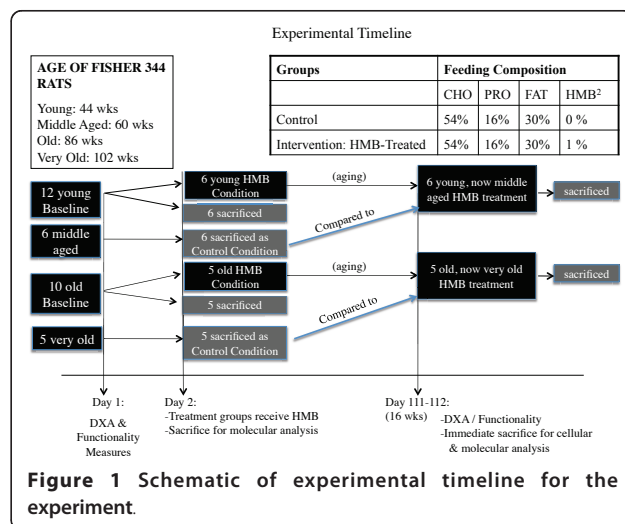 Experimental Timeline
AGE OF FISHER 344
RATS
Young: 44 wks
Middle Aged: 60 wks
Old: 86 wks
Very Old: 102 wks
Groups Feeding Composition
CHO PRO FAT HMB²
Control 54% 16% 30% 0 %
Intervention: HMB-Treated 54% 16% 30% 1 %
12 young
Baseline
6 young HMB
Condition
(aging)
6 young, now middle
aged HMB treatment
sacrificed
6 sacrificed
Compared to
6 middle
aged
6 sacrificed as
Control Condition
10 old
Baseline
5 old HMB
Condition
(aging)
5 old, now very old
HMB treatment
sacrificed
5 sacrificed
Compared to
5 very old
5 sacrificed as
Control Condition
Day 1:
DXA &
Functionality
Measures
Day 2:
-Treatment groups receive HMB
-Sacrifice for molecular analysis
Day 111-112:
(16 wks)
-DXA / Functionality
-Immediate sacrifice for cellular
& molecular analysis
Figure 1 Schematic of experimental timeline for the
experiment.